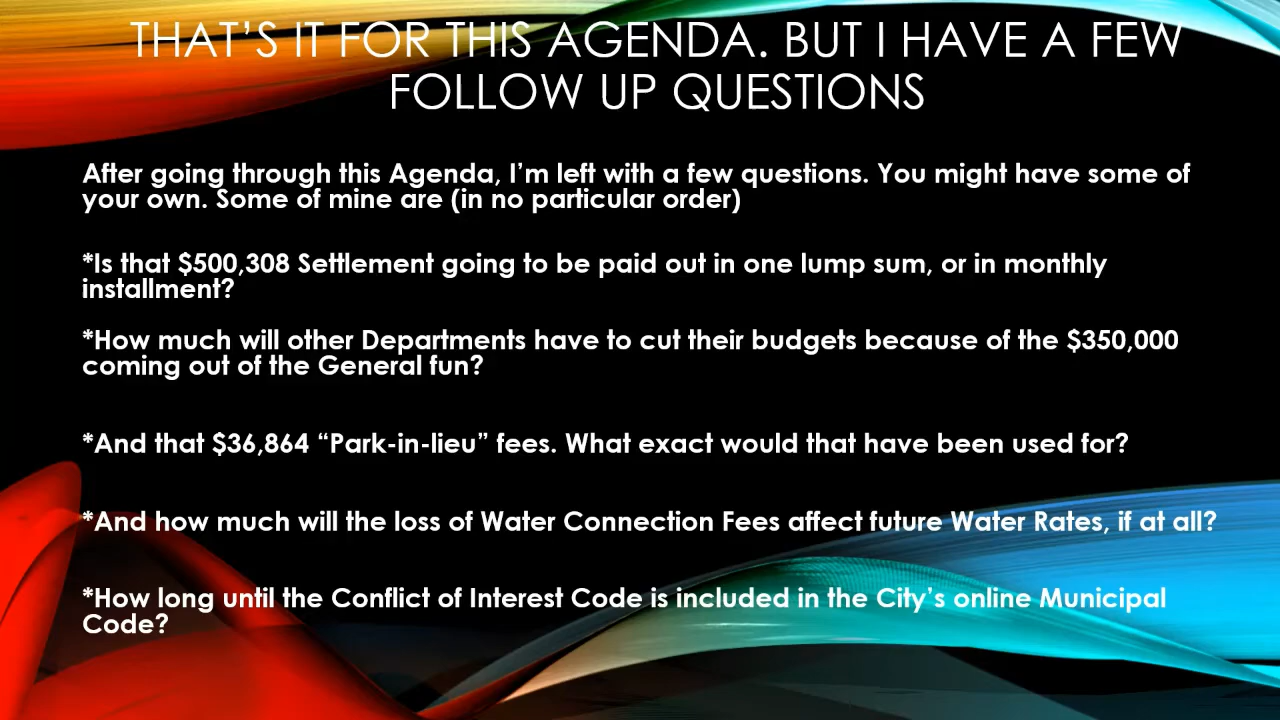 THAT'S IT FOR THIS AGENDA. BUT I HAVE A FEW
FOLLOW UP QUESTIONS
After going through this Agenda, I'm left with a few questions. You might have some of
your own. Some of mine are (in no particular order)
*Is that $500,308 Settlement going to be paid out in one lump sum, or in monthly
installment?
*How much will other Departments have to cut their budgets because of the $350,000
coming out of the General fun?
*And that $36,864 “Park-in-lieu” fees. What exact would that have been used for?
*And how much will the loss of Water Connection Fees affect future Water Rates, if at all?
*How long until the Conflict of Interest Code is included in the City's online Municipal
Code?